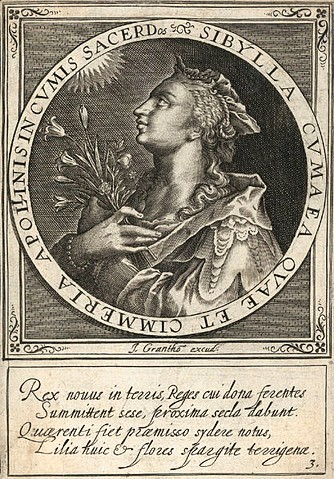 SIBYLLA CVMAEA QVAE ET CIMMERIA APOLLINIS IN CVMIS SACERDos
J. Grantho excud.
Rex nouus in terris, Reges cui dona ferentes
Summittent sese, proxima secla dabunt.
Quærenti fiet præmisso sydere notus,
Lilia huic & flores spargite terrigenæ.
3.